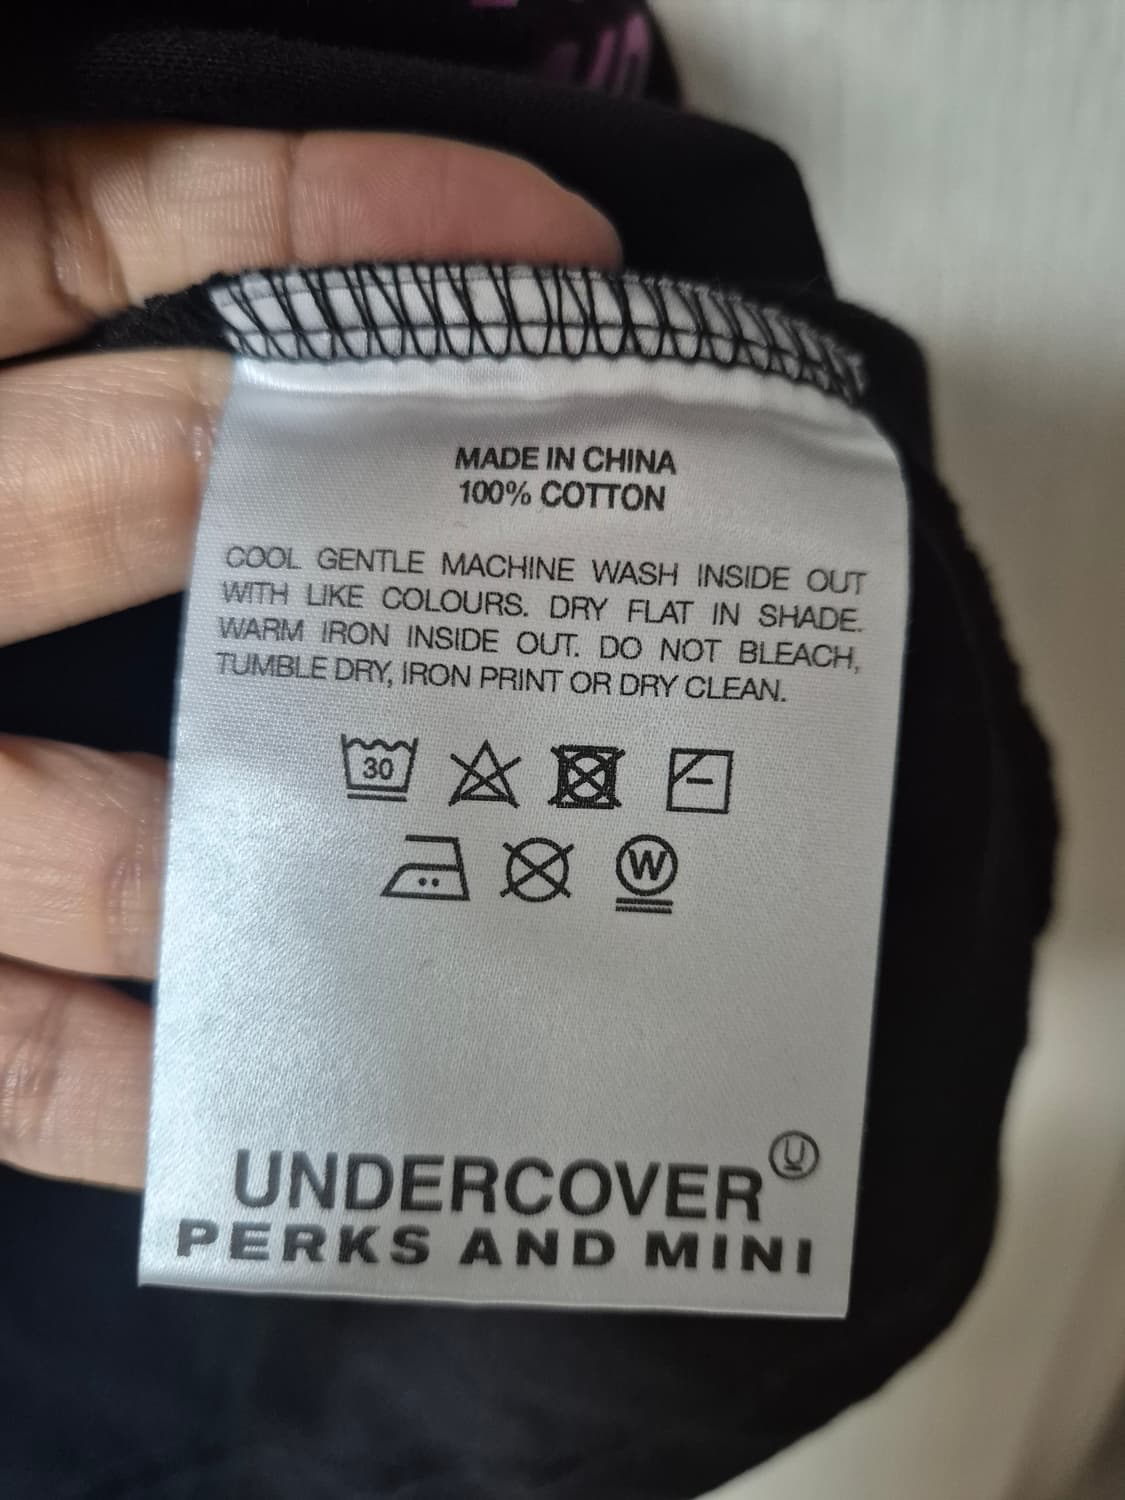 MADE IN CHINA
100% COTTON
COOL GENTLE MACHINE WASH INSIDE OUT
WITH LIKE COLOURS. DRY FLAT IN SHADE.
WARM IRON INSIDE OUT. DO NOT BLEACH,
TUMBLE DRY, IRON PRINT OR DRY CLEAN.
30
W
UNDERCOVER U
PERKS AND MINI